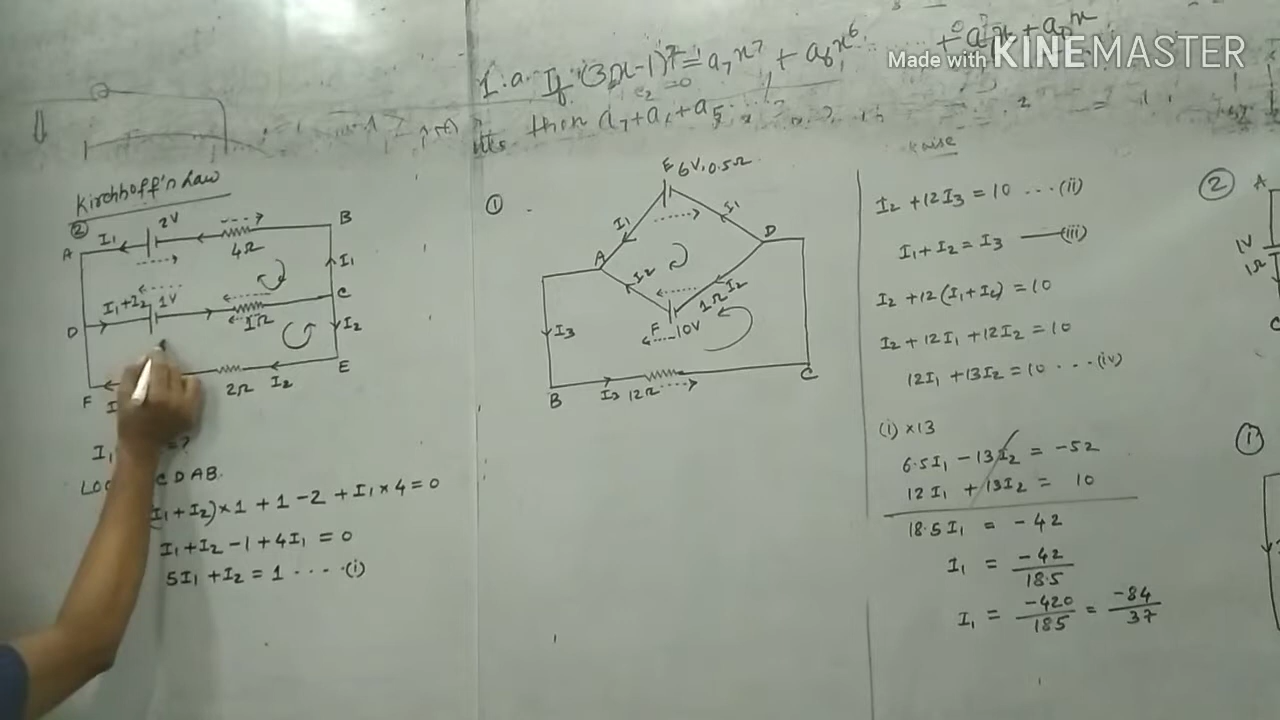 Made with KINEMASTER
I. a. If (3x-1)⁷ = a₇x⁷ + a₆x⁶
then a₇+a₆+a₅
Kirchhoff's Law
②
A I₁ 2V 4Ω B
I₁+I₂ 1V I₁
D 1Ω C
I₂
F 2Ω I₂ E
I₁ =?
CDAB
(I₁+I₂)×1 + 1 - 2 + I₁×4 = 0
I₁+I₂ -1 + 4I₁ = 0
5I₁ + I₂ = 1 ....(i)
①
E 6V, 0.5Ω
I₁ I₁
A D
I₂ I₂
1Ω
F 10V
I₃
B I₃ 12Ω C
I₂ + 12I₃ = 10 ...(ii)
I₁ + I₂ = I₃ —(iii)
I₂ + 12(I₁+I₂) = 10
I₂ + 12I₁ + 12I₂ = 10
12I₁ + 13I₂ = 10 ...(iv)
(i) ×13
6.5I₁ - 13I₂ = -52
12I₁ + 13I₂ = 10
18.5I₁ = -42
I₁ = -42/18.5
I₁ = -420/185 = -84/37
②
A
1V
1Ω
C
①